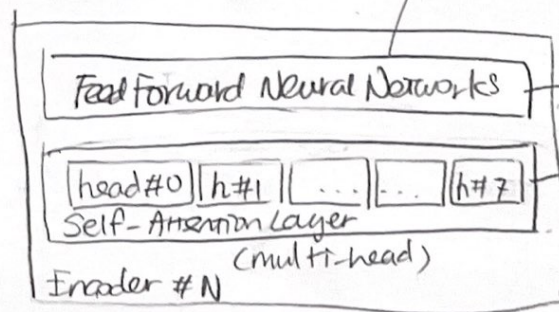 Feed Forward Neural Networks
head#0 h#1 ... ... h#7
Self-Attention Layer
(multi-head)
Encoder #N